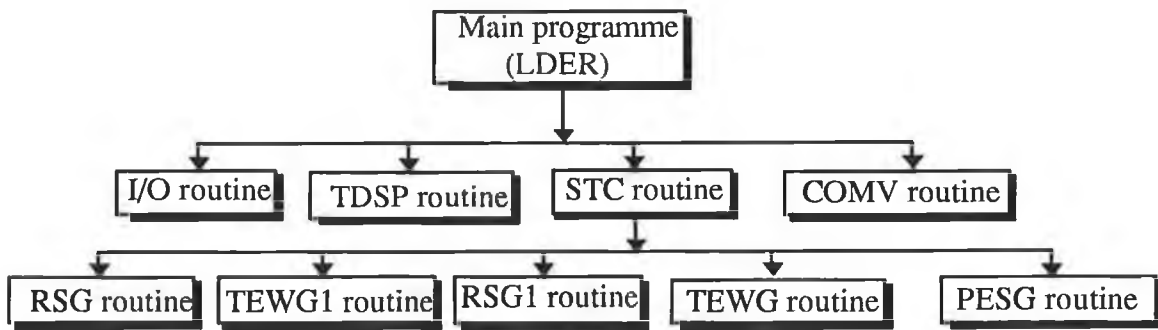 Main programme
(LDER)
I/O routine
TDSP routine
STC routine
COMV routine
RSG routine
TEWG1 routine
RSG1 routine
TEWG routine
PESG routine